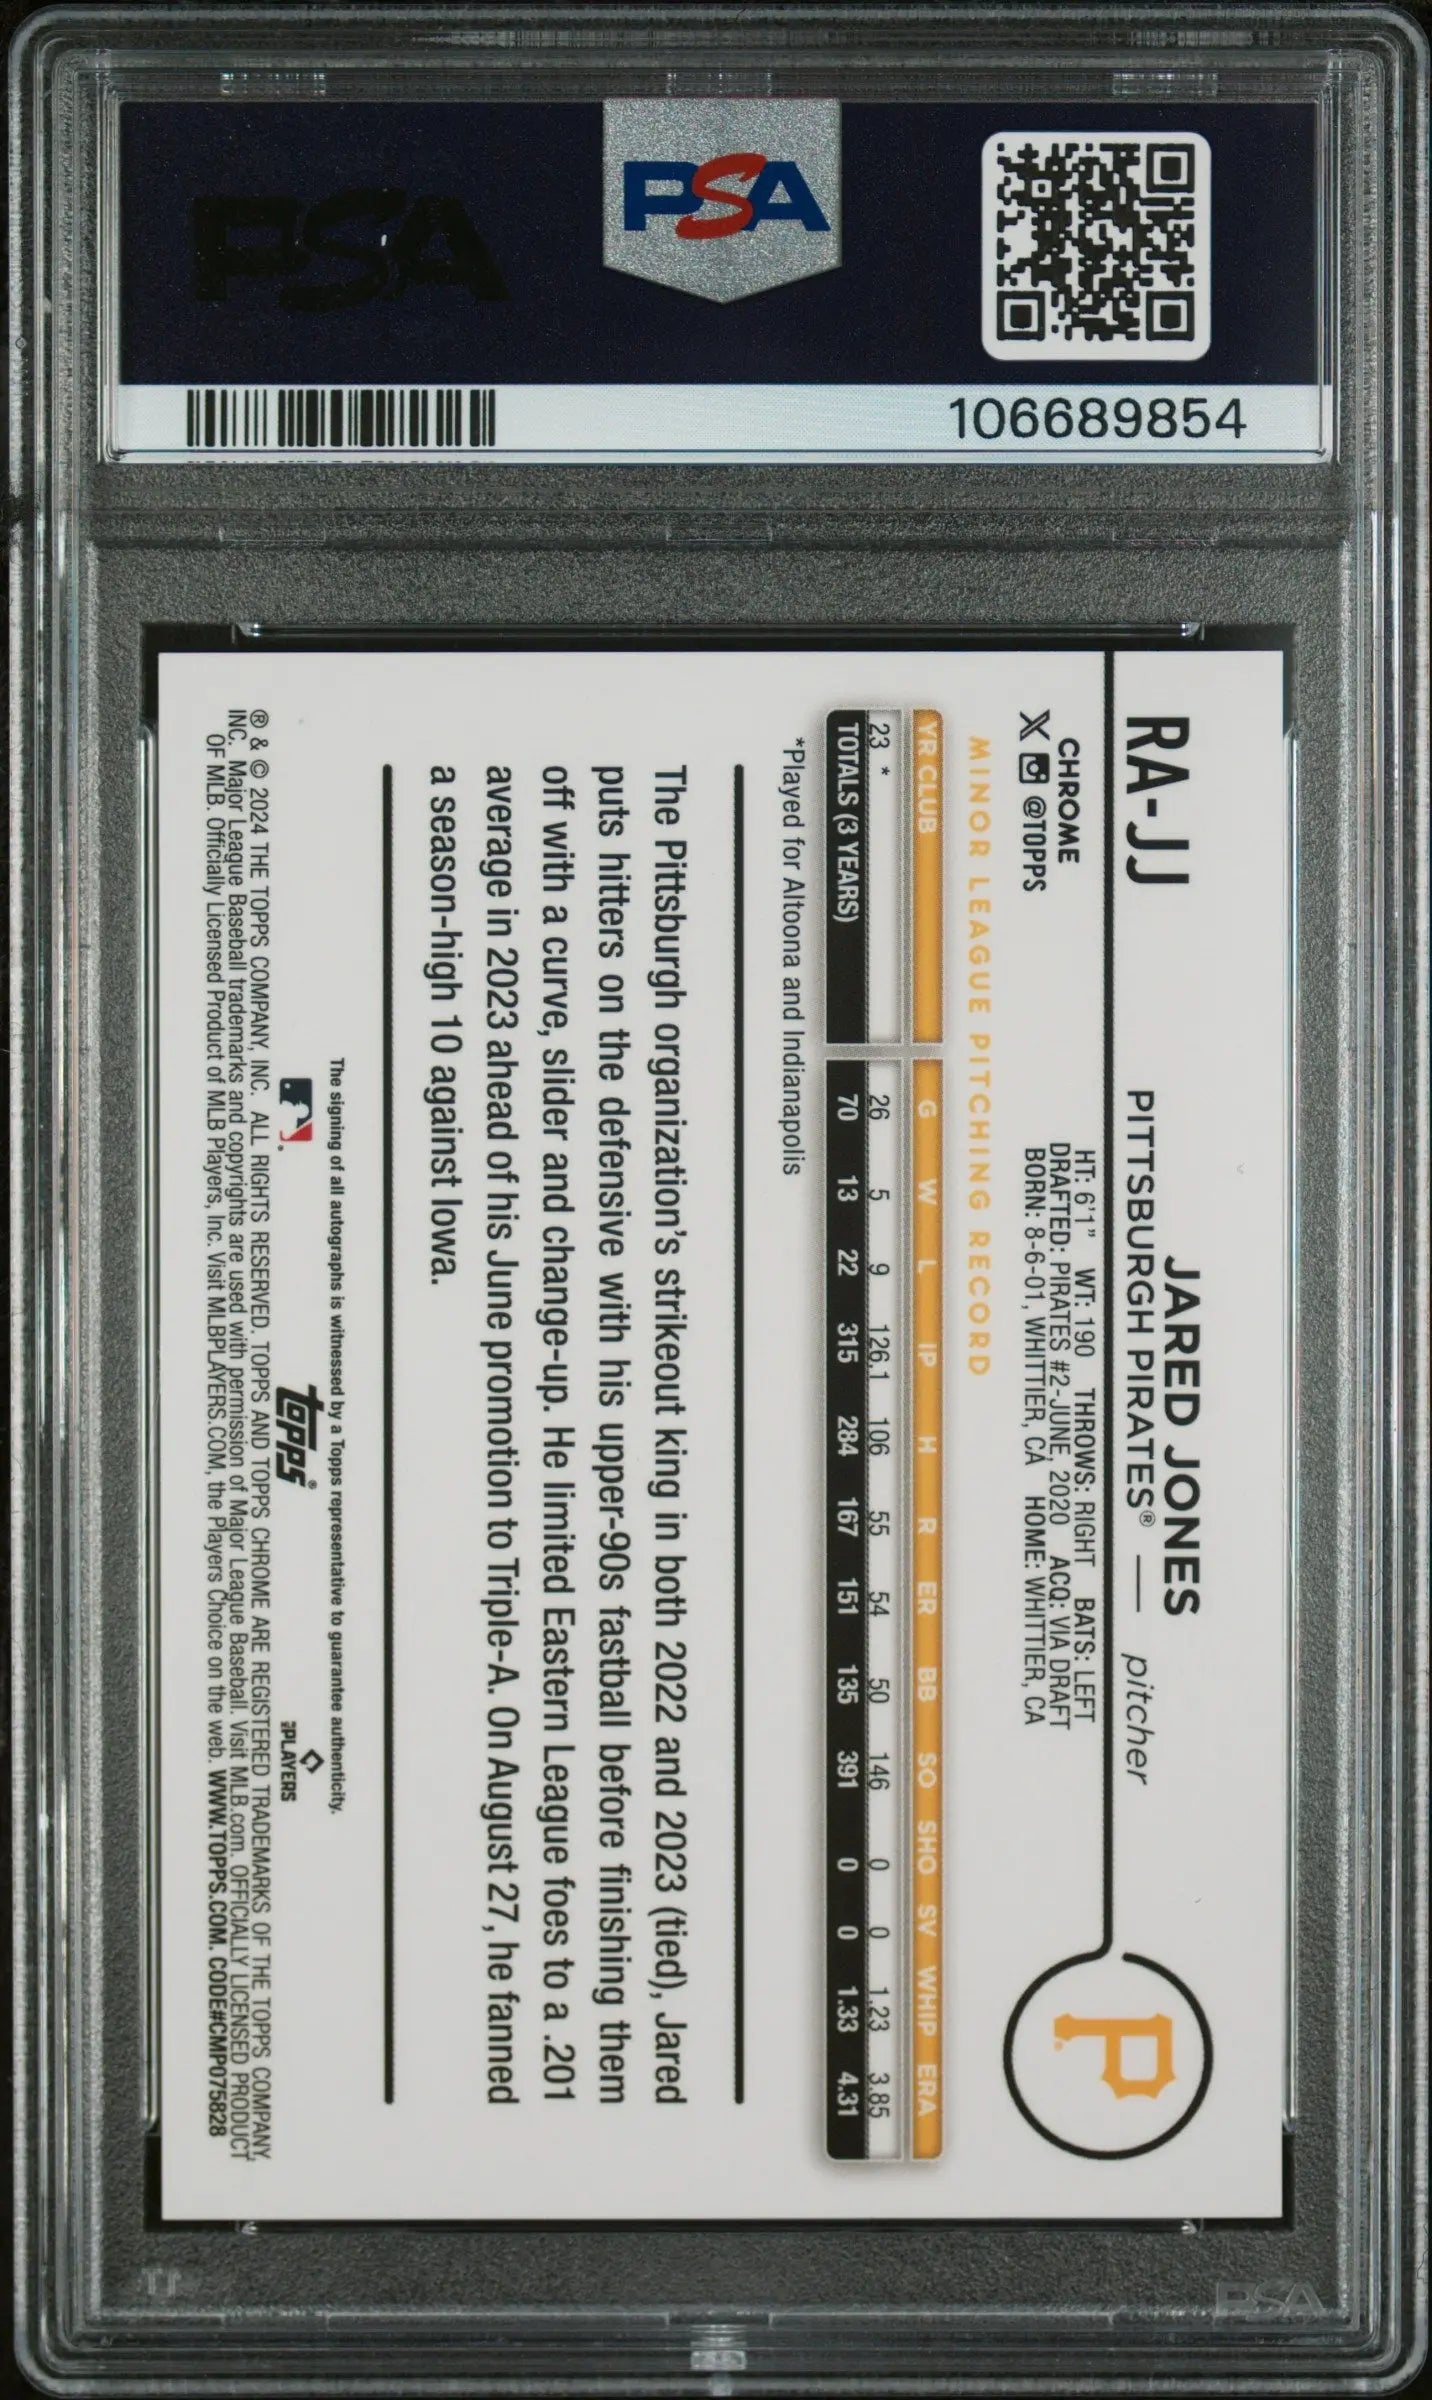 PSA
PSA
106689854
RA-JJ
JARED JONES
PITTSBURGH PIRATES® — pitcher
CHROME
@TOPPS
HT: 6'1" WT: 190 THROWS: RIGHT BATS: LEFT
DRAFTED: PIRATES #2-JUNE, 2020 ACQ: VIA DRAFT
BORN: 8-6-01, WHITTIER, CA HOME: WHITTIER, CA
P
MINOR LEAGUE PITCHING RECORD
YR CLUB G W L IP H R ER BB SO SHO SV WHIP ERA
23 * 26 5 9 126.1 106 55 54 50 146 0 0 1.23 3.85
TOTALS (3 YEARS) 70 13 22 315 284 167 151 135 391 0 0 1.33 4.31
*Played for Altoona and Indianapolis
The Pittsburgh organization's strikeout king in both 2022 and 2023 (tied), Jared
puts hitters on the defensive with his upper-90s fastball before finishing them
off with a curve, slider and change-up. He limited Eastern League foes to a .201
average in 2023 ahead of his June promotion to Triple-A. On August 27, he fanned
a season-high 10 against Iowa.
The signing of all autographs is witnessed by a Topps representative to guarantee authenticity.
topps®
PLAYERS
® & © 2024 THE TOPPS COMPANY, INC. ALL RIGHTS RESERVED. TOPPS AND TOPPS CHROME ARE REGISTERED TRADEMARKS OF THE TOPPS COMPANY,
INC. Major League Baseball trademarks and copyrights are used with permission of Major League Baseball. Visit MLB.com. OFFICIALLY LICENSED PRODUCT
OF MLB. Officially Licensed Product of MLB Players, Inc. Visit MLBPLAYERS.COM, the Players Choice on the web. WWW.TOPPS.COM. CODE#CMP075828
PSA